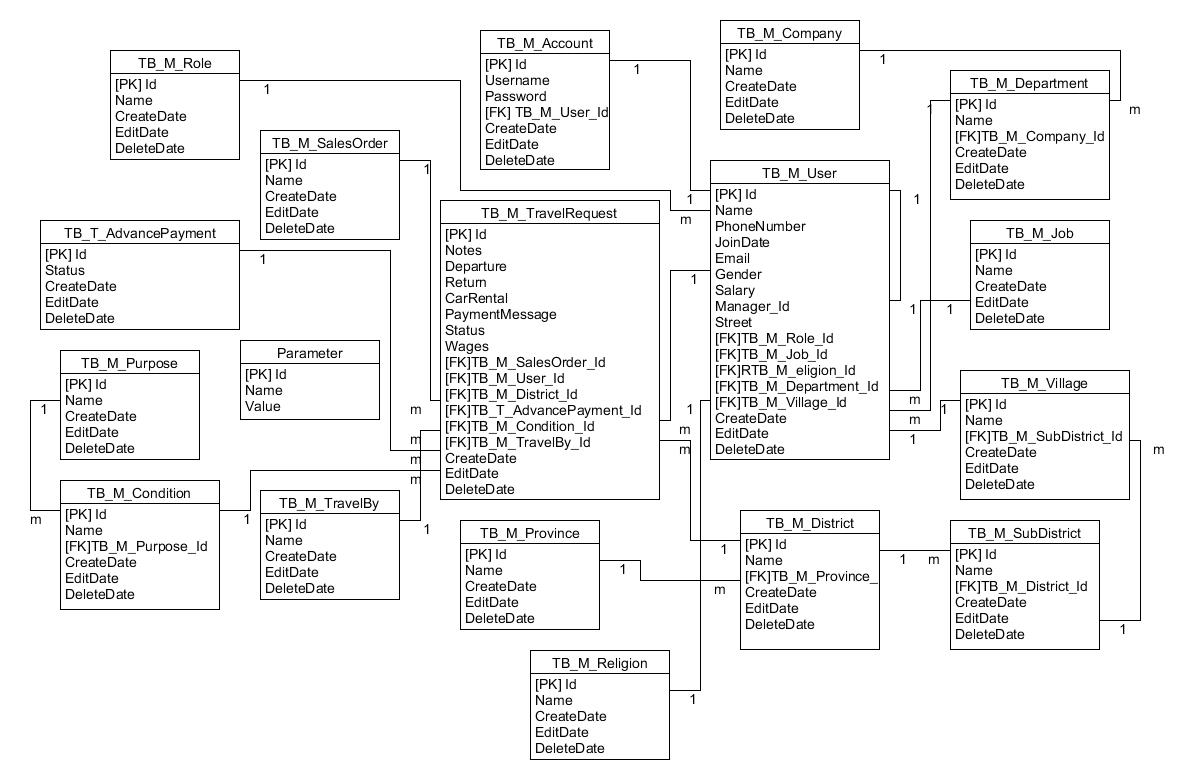 TB_M_Role
[PK] Id
Name
CreateDate
EditDate
DeleteDate
TB_M_Account
[PK] Id
Username
Password
[FK] TB_M_User_Id
CreateDate
EditDate
DeleteDate
TB_M_Company
[PK] Id
Name
CreateDate
EditDate
DeleteDate
TB_M_Department
[PK] Id
Name
[FK]TB_M_Company_Id
CreateDate
EditDate
DeleteDate
TB_M_SalesOrder
[PK] Id
Name
CreateDate
EditDate
DeleteDate
TB_M_User
[PK] Id
Name
PhoneNumber
JoinDate
Email
Gender
Salary
Manager_Id
Street
[FK]TB_M_Role_Id
[FK]TB_M_Job_Id
[FK]RTB_M_eligion_Id
[FK]TB_M_Department_Id
[FK]TB_M_Village_Id
CreateDate
EditDate
DeleteDate
TB_M_TravelRequest
[PK] Id
Notes
Departure
Return
CarRental
PaymentMessage
Status
Wages
[FK]TB_M_SalesOrder_Id
[FK]TB_M_User_Id
[FK]TB_M_District_Id
[FK]TB_T_AdvancePayment_Id
[FK]TB_M_Condition_Id
[FK]TB_M_TravelBy_Id
CreateDate
EditDate
DeleteDate
TB_T_AdvancePayment
[PK] Id
Status
CreateDate
EditDate
DeleteDate
TB_M_Job
[PK] Id
Name
CreateDate
EditDate
DeleteDate
TB_M_Purpose
[PK] Id
Name
CreateDate
EditDate
DeleteDate
Parameter
[PK] Id
Name
Value
TB_M_Village
[PK] Id
Name
[FK]TB_M_SubDistrict_Id
CreateDate
EditDate
DeleteDate
TB_M_Condition
[PK] Id
Name
[FK]TB_M_Purpose_Id
CreateDate
EditDate
DeleteDate
TB_M_TravelBy
[PK] Id
Name
CreateDate
EditDate
DeleteDate
TB_M_Province
[PK] Id
Name
CreateDate
EditDate
DeleteDate
TB_M_District
[PK] Id
Name
[FK]TB_M_Province_
CreateDate
EditDate
DeleteDate
TB_M_SubDistrict
[PK] Id
Name
[FK]TB_M_District_Id
CreateDate
EditDate
DeleteDate
TB_M_Religion
[PK] Id
Name
CreateDate
EditDate
DeleteDate
1
1
1
m
1
1
1
m
1
1
1
1
1
m
m
m
m
1
m
m
m
m
1
1
1
m
m
1
1
1
1
m
1
m
1
1